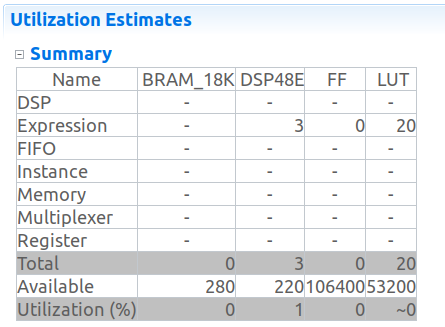 Utilization Estimates
Summary
Name BRAM_18K DSP48E FF LUT
DSP - - - -
Expression - 3 0 20
FIFO - - - -
Instance - - - -
Memory - - - -
Multiplexer - - - -
Register - - - -
Total 0 3 0 20
Available 280 220 106400 53200
Utilization (%) 0 1 0 ~0